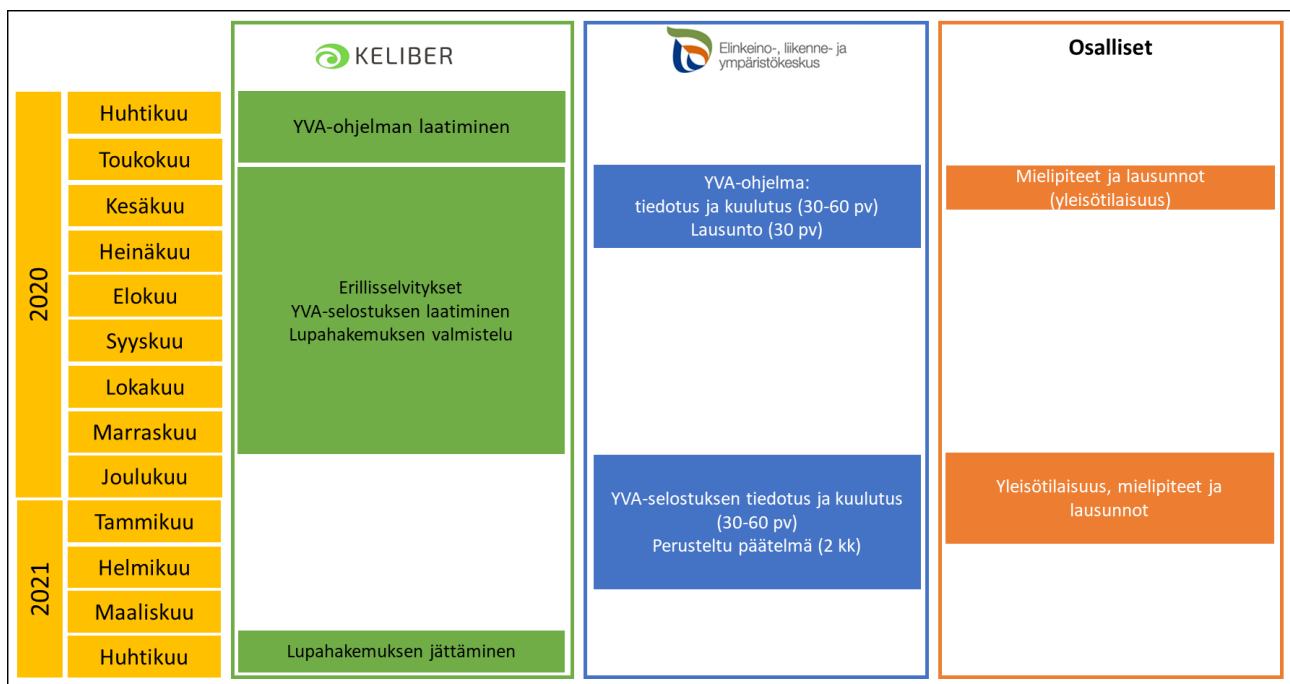 KELIBER
Elinkeino-, liikenne- ja
ympäristökeskus
Osalliset
2020
Huhtikuu
Toukokuu
Kesäkuu
Heinäkuu
Elokuu
Syyskuu
Lokakuu
Marraskuu
Joulukuu
2021
Tammikuu
Helmikuu
Maaliskuu
Huhtikuu
YVA-ohjelman laatiminen
Erillisselvitykset
YVA-selostuksen laatiminen
Lupahakemuksen valmistelu
Lupahakemuksen jättäminen
YVA-ohjelma:
tiedotus ja kuulutus (30-60 pv)
Lausunto (30 pv)
YVA-selostuksen tiedotus ja kuulutus
(30-60 pv)
Perusteltu päätelmä (2 kk)
Mielipiteet ja lausunnot
(yleisötilaisuus)
Yleisötilaisuus, mielipiteet ja
lausunnot